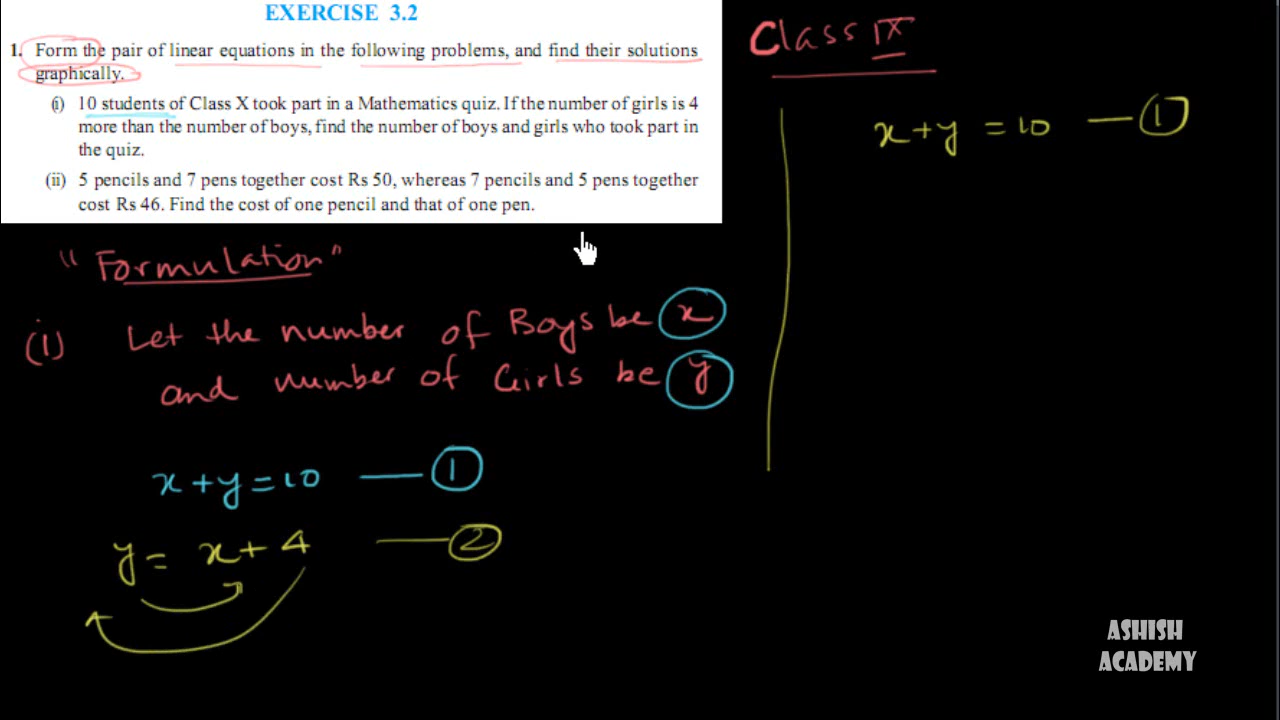 EXERCISE 3.2
1. Form the pair of linear equations in the following problems, and find their solutions
graphically.
(i) 10 students of Class X took part in a Mathematics quiz. If the number of girls is 4
more than the number of boys, find the number of boys and girls who took part in
the quiz.
(ii) 5 pencils and 7 pens together cost Rs 50, whereas 7 pencils and 5 pens together
cost Rs 46. Find the cost of one pencil and that of one pen.
"Formulation"
(i) Let the number of Boys be x
and number of Girls be y
x+y=10 — 1
y = x+4 — 2
Class IX
x+y=10 — 1
ASHISH
ACADEMY